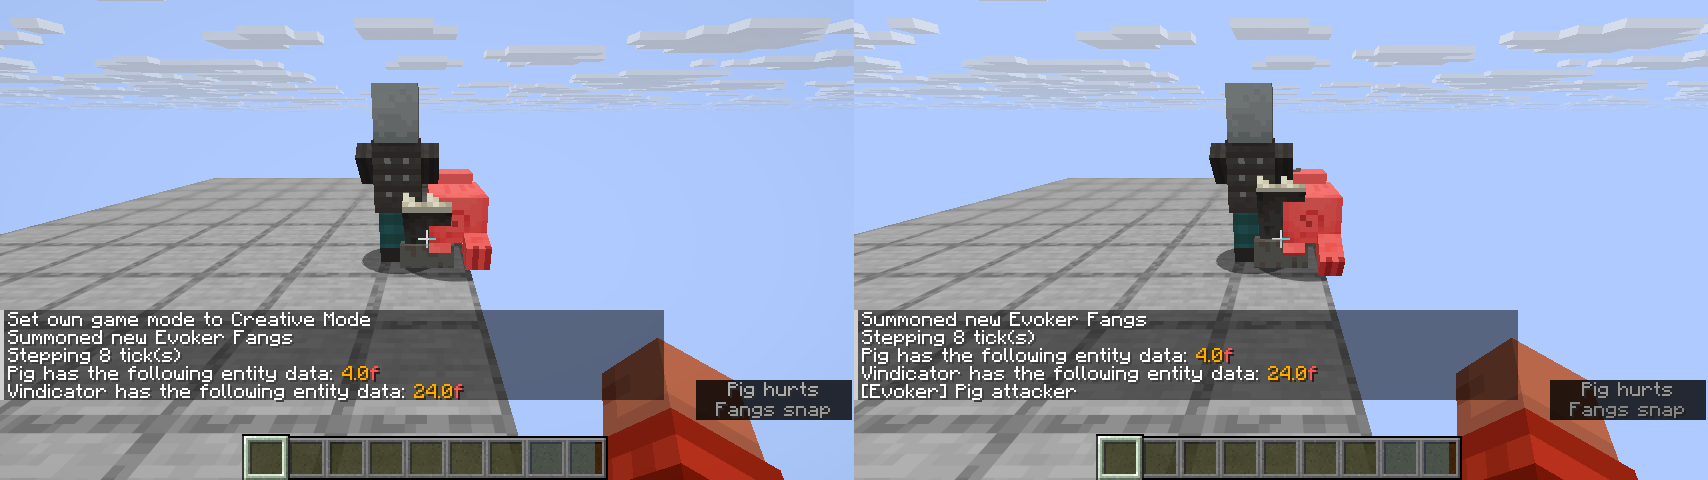 Set own game mode to Creative Mode
Summoned new Evoker Fangs
Stepping 8 tick(s)
Pig has the following entity data: 4.0f
Vindicator has the following entity data: 24.0f
Pig hurts
Fangs snap
Summoned new Evoker Fangs
Stepping 8 tick(s)
Pig has the following entity data: 4.0f
Vindicator has the following entity data: 24.0f
[Evoker] Pig attacker
Pig hurts
Fangs snap